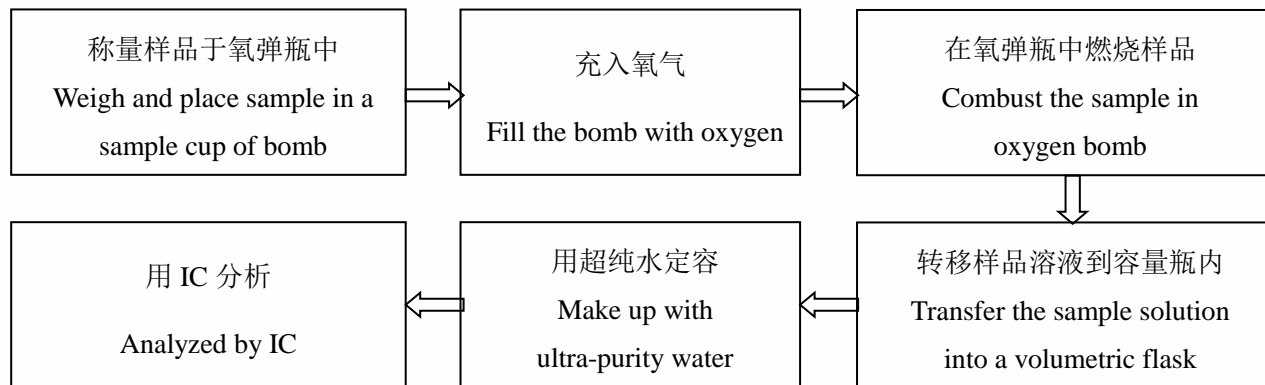 称量样品于氧弹瓶中
Weigh and place sample in a
sample cup of bomb
充入氧气
Fill the bomb with oxygen
在氧弹瓶中燃烧样品
Combust the sample in
oxygen bomb
转移样品溶液到容量瓶内
Transfer the sample solution
into a volumetric flask
用超纯水定容
Make up with
ultra-purity water
用 IC 分析
Analyzed by IC